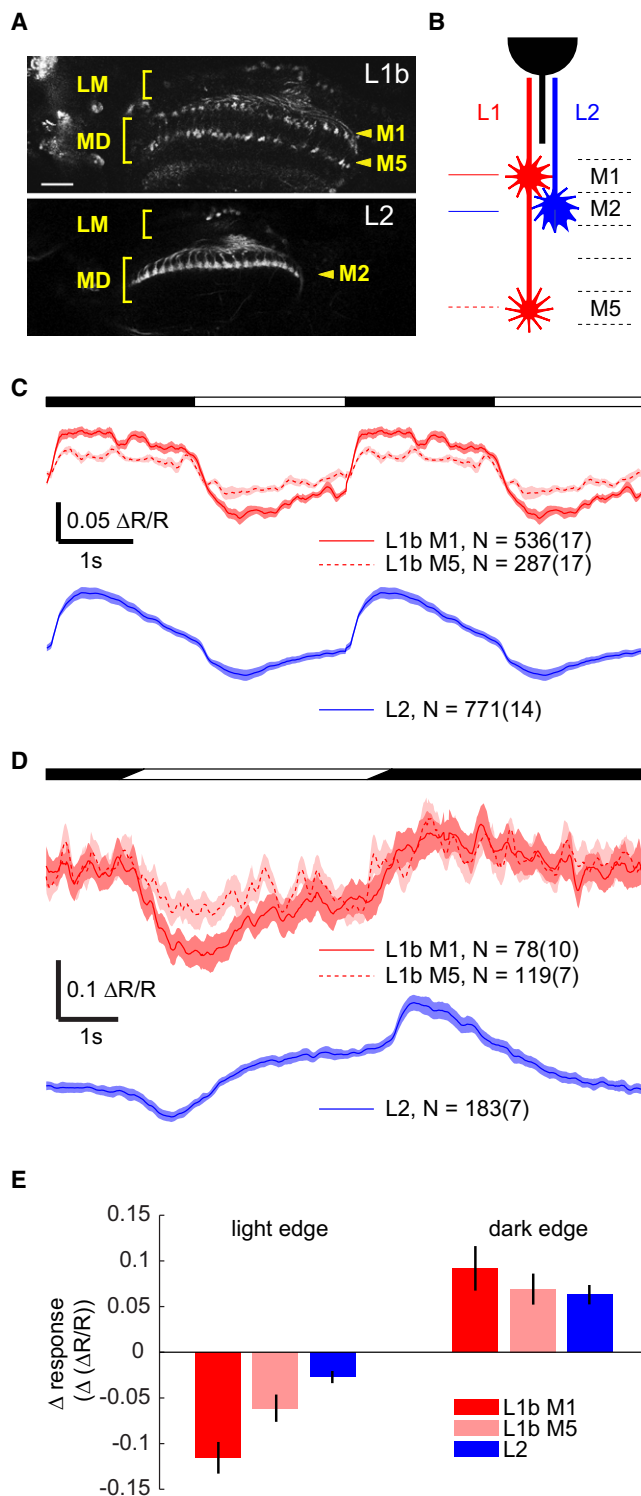 A
L1b
LM
MD
M1
M5
L2
LM
MD
M2
B
L1
L2
M1
M2
M5
C
0.05 ΔR/R
1s
L1b M1, N = 536(17)
L1b M5, N = 287(17)
L2, N = 771(14)
D
L1b M1, N = 78(10)
L1b M5, N = 119(7)
0.1 ΔR/R
1s
L2, N = 183(7)
E
0.15
light edge
dark edge
0.1
0.05
0
-0.05
-0.1
-0.15
Δ response
(Δ (ΔR/R))
L1b M1
L1b M5
L2